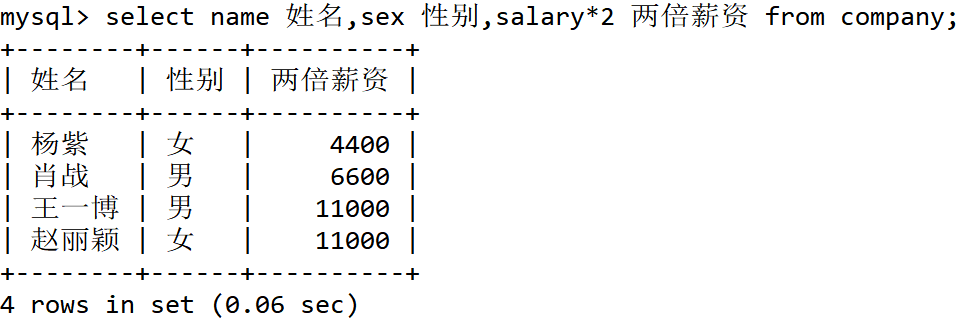 mysql> select name 姓名,sex 性别,salary*2 两倍薪资 from company;
+--------+------+----------+
| 姓名   | 性别 | 两倍薪资 |
+--------+------+----------+
| 杨紫   | 女   |     4400 |
| 肖战   | 男   |     6600 |
| 王一博 | 男   |    11000 |
| 赵丽颖 | 女   |    11000 |
+--------+------+----------+
4 rows in set (0.06 sec)